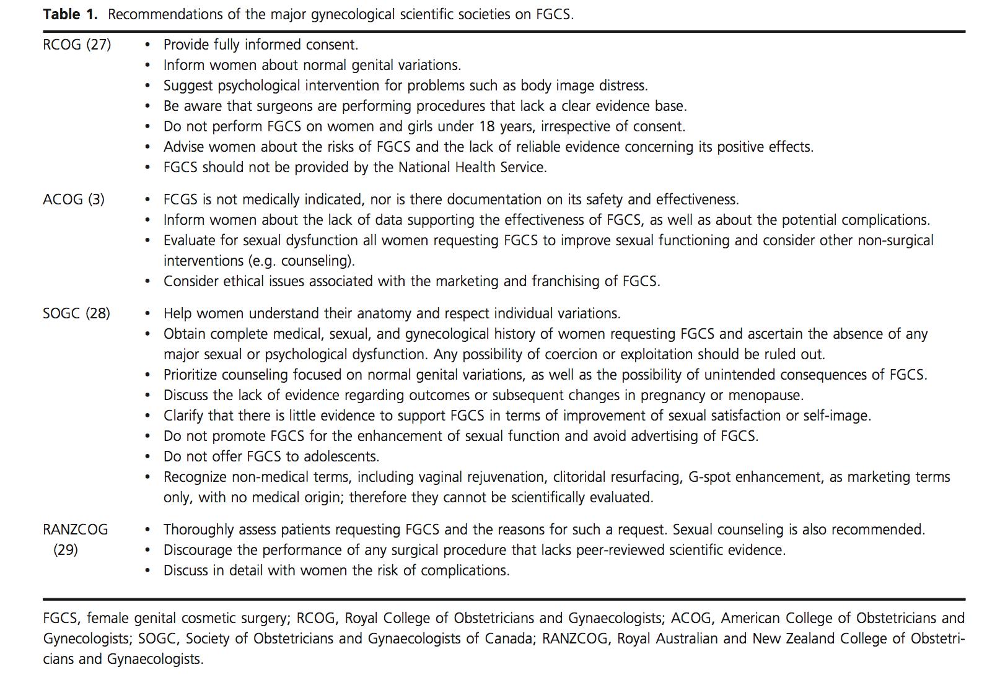 Table 1. Recommendations of the major gynecological scientific societies on FGCS.
RCOG (27) • Provide fully informed consent.
• Inform women about normal genital variations.
• Suggest psychological intervention for problems such as body image distress.
• Be aware that surgeons are performing procedures that lack a clear evidence base.
• Do not perform FGCS on women and girls under 18 years, irrespective of consent.
• Advise women about the risks of FGCS and the lack of reliable evidence concerning its positive effects.
• FGCS should not be provided by the National Health Service.
ACOG (3) • FCGS is not medically indicated, nor is there documentation on its safety and effectiveness.
• Inform women about the lack of data supporting the effectiveness of FGCS, as well as about the potential complications.
• Evaluate for sexual dysfunction all women requesting FGCS to improve sexual functioning and consider other non-surgical
interventions (e.g. counseling).
• Consider ethical issues associated with the marketing and franchising of FGCS.
SOGC (28) • Help women understand their anatomy and respect individual variations.
• Obtain complete medical, sexual, and gynecological history of women requesting FGCS and ascertain the absence of any
major sexual or psychological dysfunction. Any possibility of coercion or exploitation should be ruled out.
• Prioritize counseling focused on normal genital variations, as well as the possibility of unintended consequences of FGCS.
• Discuss the lack of evidence regarding outcomes or subsequent changes in pregnancy or menopause.
• Clarify that there is little evidence to support FGCS in terms of improvement of sexual satisfaction or self-image.
• Do not promote FGCS for the enhancement of sexual function and avoid advertising of FGCS.
• Do not offer FGCS to adolescents.
• Recognize non-medical terms, including vaginal rejuvenation, clitoridal resurfacing, G-spot enhancement, as marketing terms
only, with no medical origin; therefore they cannot be scientifically evaluated.
RANZCOG • Thoroughly assess patients requesting FGCS and the reasons for such a request. Sexual counseling is also recommended.
(29) • Discourage the performance of any surgical procedure that lacks peer-reviewed scientific evidence.
• Discuss in detail with women the risk of complications.
FGCS, female genital cosmetic surgery; RCOG, Royal College of Obstetricians and Gynaecologists; ACOG, American College of Obstetricians and
Gynecologists; SOGC, Society of Obstetricians and Gynaecologists of Canada; RANZCOG, Royal Australian and New Zealand College of Obstetri-
cians and Gynaecologists.